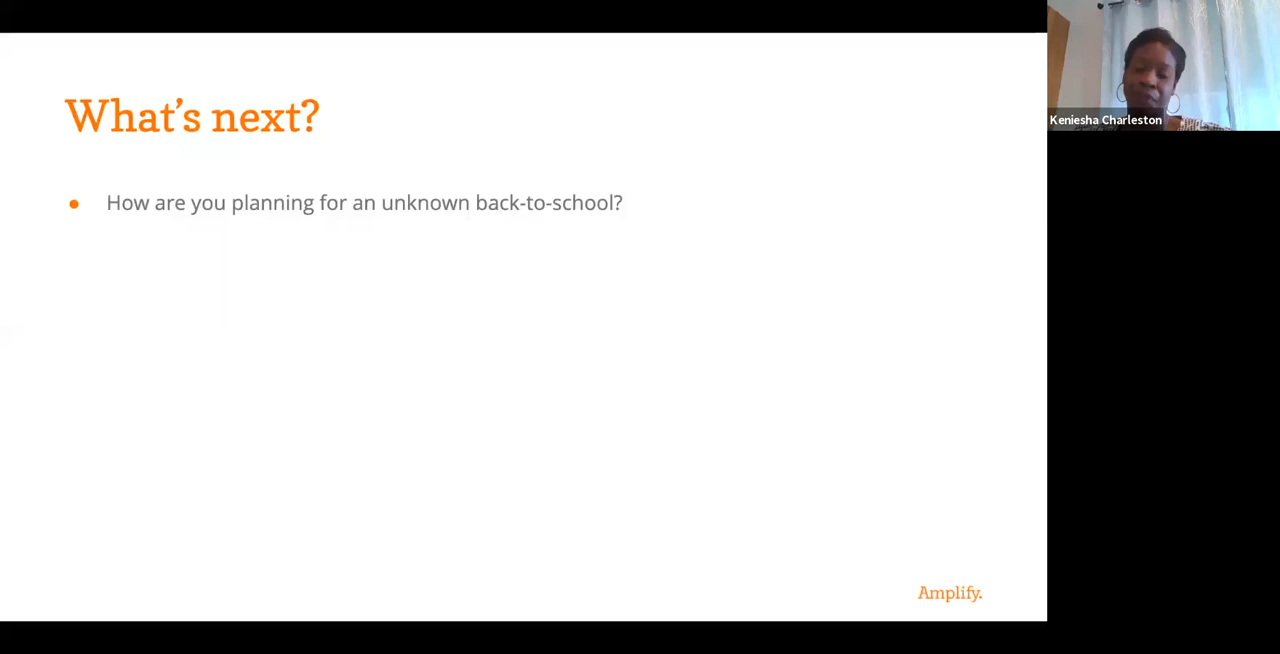 What’s next?
● How are you planning for an unknown back-to-school?
Amplify.
Keniesha Charleston